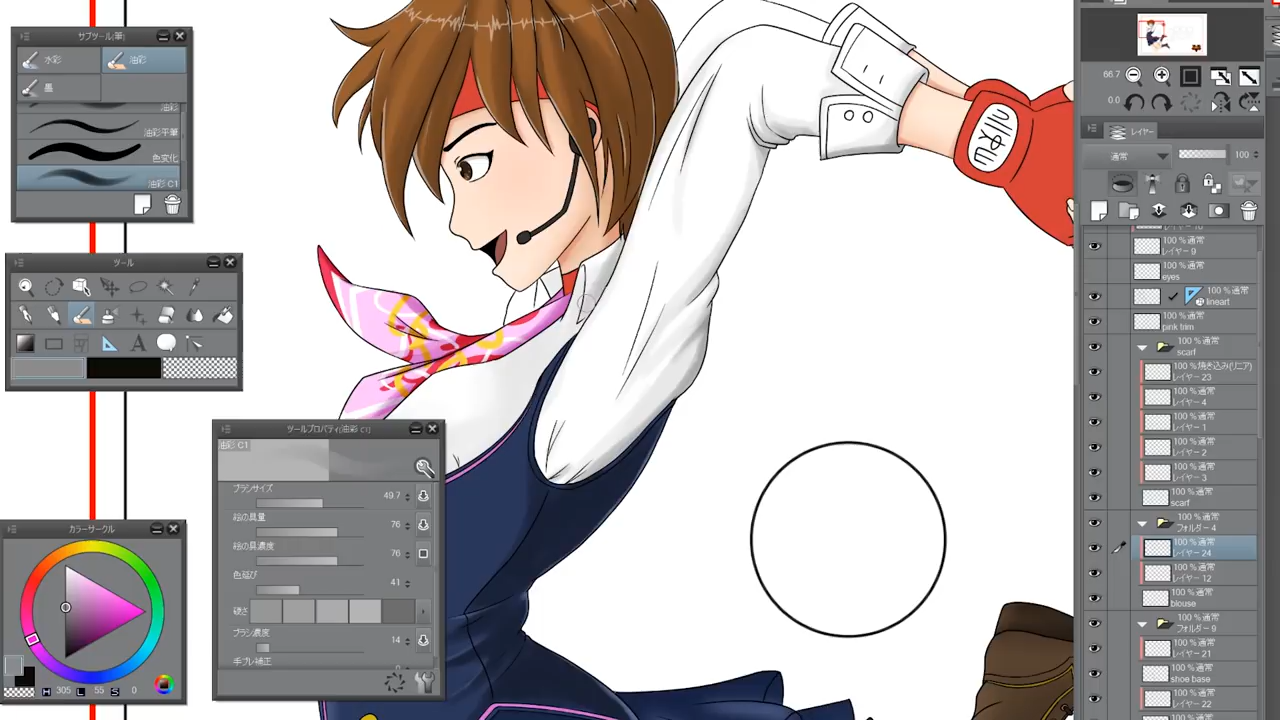 サブツール(筆)
水彩
油彩
墨
油彩
油彩平筆
色変化
油彩 C1
ツール
A
ツールプロパティ(油彩 C1)
油彩 C1
ブラシサイズ 49.7
絵の具量 76
絵の具濃度 76
色延び 41
硬さ
ブラシ濃度 14
手ブレ補正
カラーサークル
H 305 L 55 S 0
66.7
0.0
レイヤー
通常 100
100 %通常
レイヤー 9
100 %通常
eyes
100 %通常
lineart
100 %通常
pink trim
100 %通常
scarf
100 %焼き込み(リニア)
レイヤー 23
100 %通常
レイヤー 4
100 %通常
レイヤー 1
100 %通常
レイヤー 2
100 %通常
レイヤー 3
100 %通常
scarf
100 %通常
フォルダー 4
100 %通常
レイヤー 24
100 %通常
レイヤー 12
100 %通常
blouse
100 %通常
フォルダー 9
100 %通常
レイヤー 21
100 %通常
shoe base
100 %通常
レイヤー 22
100 %通常